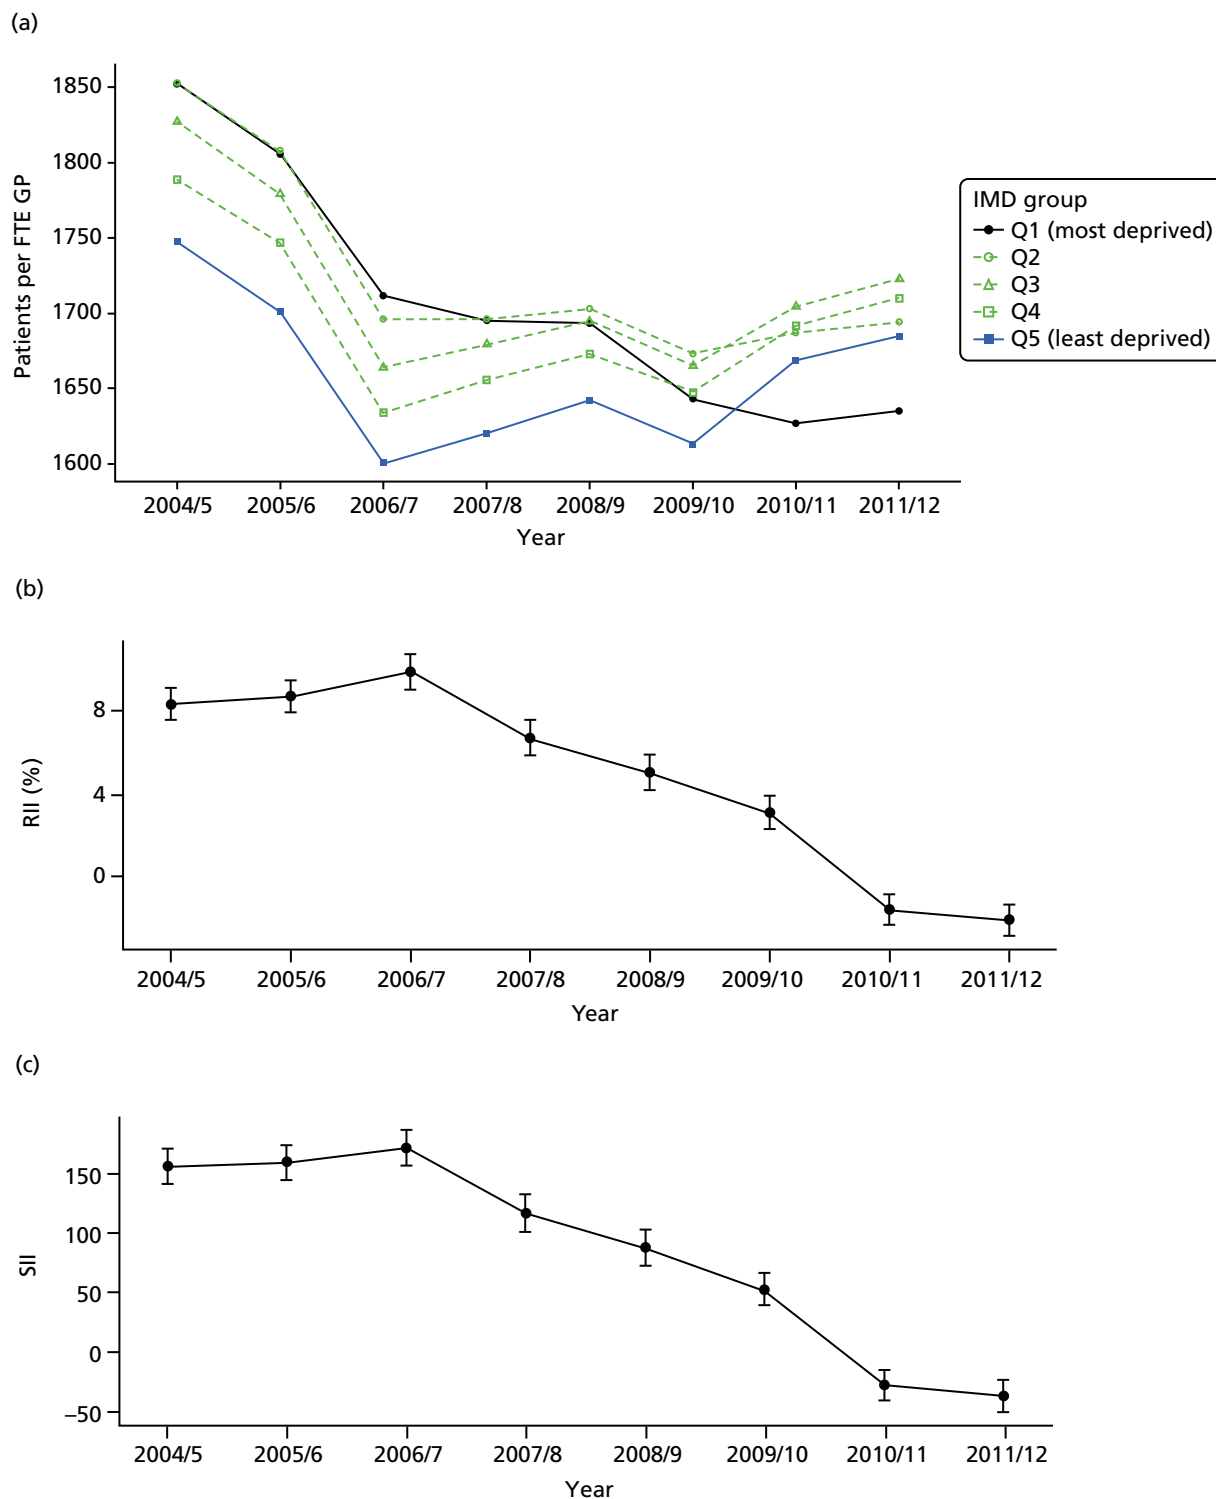 (a)
Patients per FTE GP
1850
1800
1750
1700
1650
1600
2004/5 2005/6 2006/7 2007/8 2008/9 2009/10 2010/11 2011/12
Year
IMD group
Q1 (most deprived)
Q2
Q3
Q4
Q5 (least deprived)
(b)
RII (%)
8
4
0
2004/5 2005/6 2006/7 2007/8 2008/9 2009/10 2010/11 2011/12
Year
(c)
SII
150
100
50
0
–50
2004/5 2005/6 2006/7 2007/8 2008/9 2009/10 2010/11 2011/12
Year